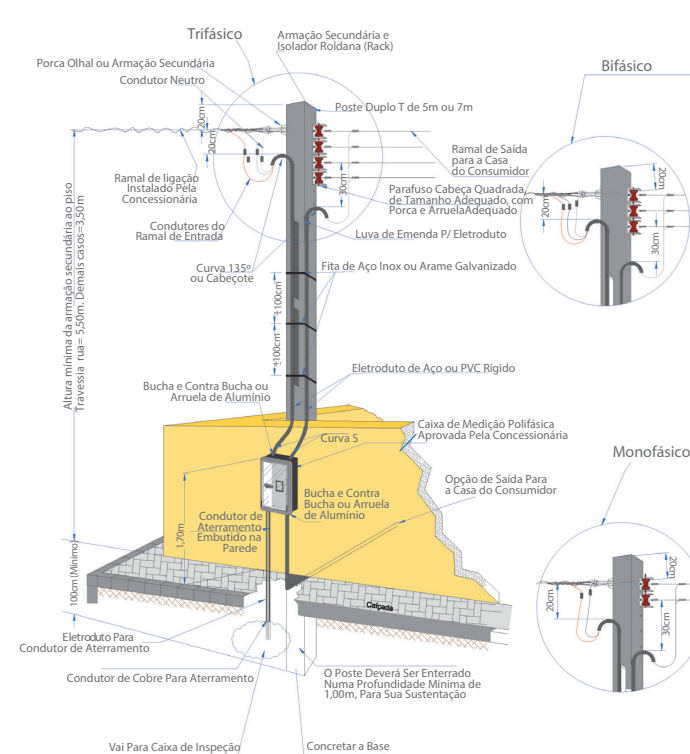 Trifásico
Armação Secundária e
Isolador Roldana (Rack)
Porca Olhal ou Armação Secundária
Condutor Neutro
Bifásico
Poste Duplo T de 5m ou 7m
20cm
20cm
30cm
Ramal de Saída
para a Casa
do Consumidor
Ramal de ligação
Instalado Pela
Concessionária
Parafuso Cabeça Quadrada
de Tamanho Adequado, com
Porca e ArruelaAdequado
Condutores do
Ramal de Entrada
Luva de Emenda P/ Eletroduto
20cm
20cm
30cm
Curva 135º
ou Cabeçote
Fita de Aço Inox ou Arame Galvanizado
±100cm
±100cm
Altura mínima da armação secundária ao piso
Travessia rua= 5,50m. Demais casos=3,50m
Eletroduto de Aço ou PVC Rígido
Bucha e Contra Bucha ou
Arruela de Alumínio
Curva S
Caixa de Medição Polifásica
Aprovada Pela Concessionária
Monofásico
Opção de Saída Para
a Casa do Consumidor
Bucha e Contra
Bucha ou Arruela
de Alumínio
Condutor de
Aterramento
Embutido na
Parede
1,70m
100cm (Mínimo)
Calçada
20cm
20cm
30cm
Eletroduto Para
Condutor de Aterramento
Condutor de Cobre Para Aterramento
O Poste Deverá Ser Enterrado
Numa Profundidade Mínima de
1,00m, Para Sua Sustentação
Vai Para Caixa de Inspeção
Concretar a Base